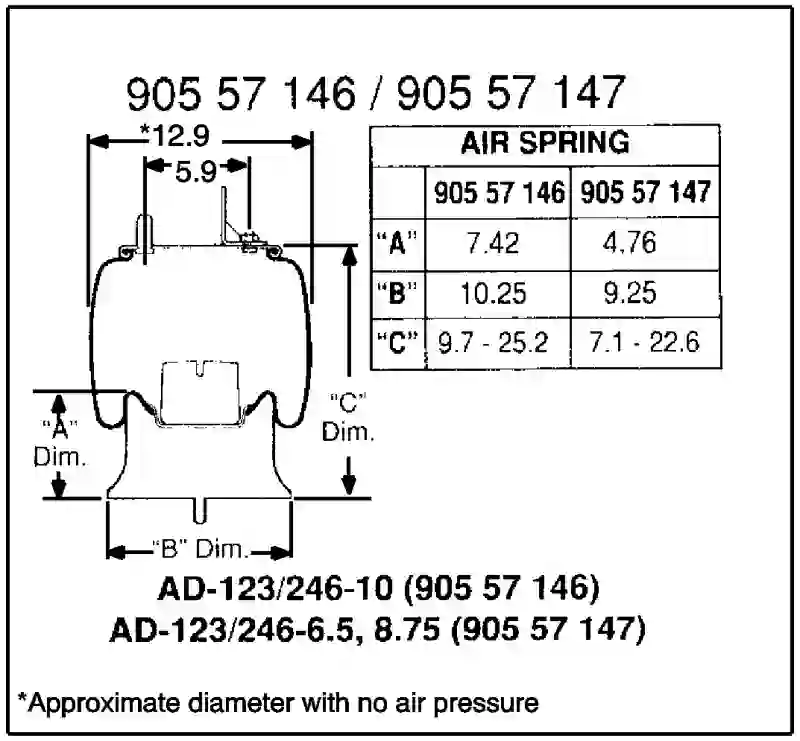 905 57 146 / 905 57 147
*12.9
5.9
AIR SPRING
905 57 146 905 57 147
"A" 7.42 4.76
"B" 10.25 9.25
"C" 9.7 - 25.2 7.1 - 22.6
"A"
Dim.
"C"
Dim.
"B" Dim.
AD-123/246-10 (905 57 146)
AD-123/246-6.5, 8.75 (905 57 147)
*Approximate diameter with no air pressure